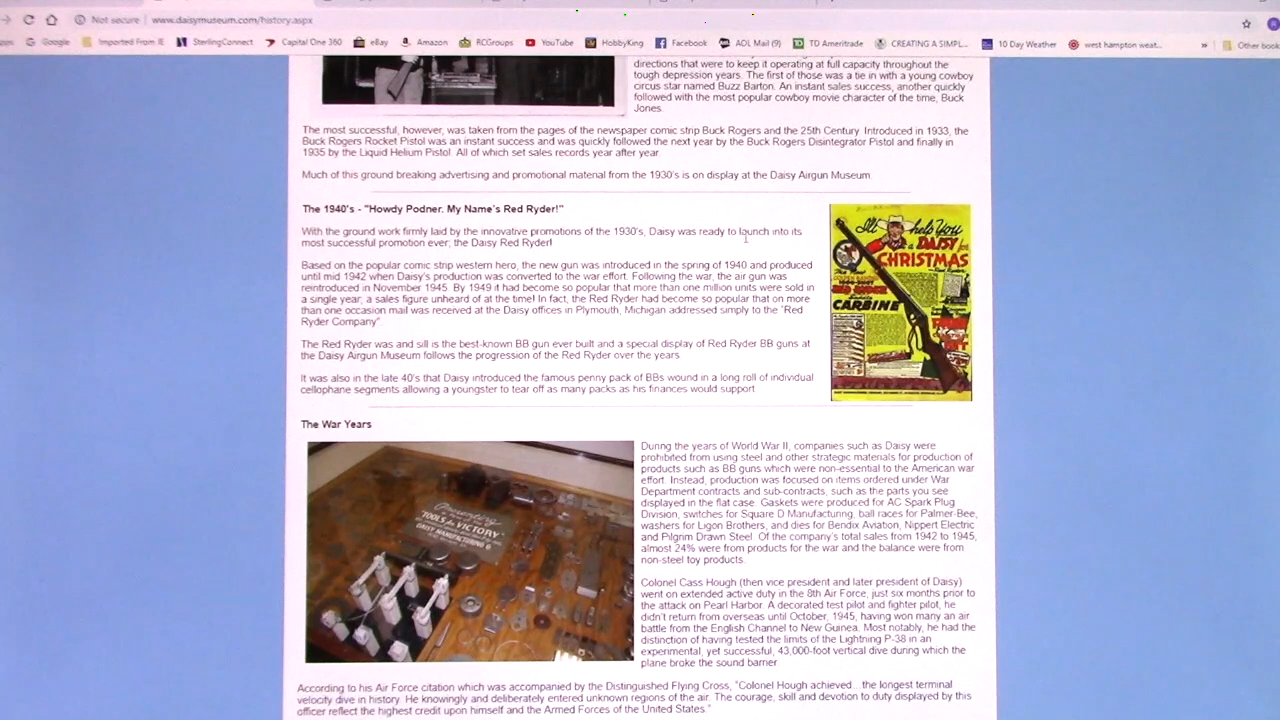 Not secure | www.daisymuseum.com/history.aspx
Google Imported From IE SterlingConnect Capital One 360 eBay Amazon RCGroups YouTube HobbyKing Facebook AOL Mail (9) TD Ameritrade CREATING A SIMPL... 10 Day Weather west hampton weat... » Other book
directions that were to keep it operating at full capacity throughout the
tough depression years. The first of those was a tie in with a young cowboy
circus star named Buzz Barton. An instant sales success, another quickly
followed with the most popular cowboy movie character of the time, Buck
Jones.
The most successful, however, was taken from the pages of the newspaper comic strip Buck Rogers and the 25th Century. Introduced in 1933, the
Buck Rogers Rocket Pistol was an instant success and was quickly followed the next year by the Buck Rogers Disintegrator Pistol and finally in
1935 by the Liquid Helium Pistol. All of which set sales records year after year.
Much of this ground breaking advertising and promotional material from the 1930's is on display at the Daisy Airgun Museum.
The 1940's - "Howdy Podner. My Name's Red Ryder!"
With the ground work firmly laid by the innovative promotions of the 1930's, Daisy was ready to launch into its
most successful promotion ever; the Daisy Red Ryder!
Based on the popular comic strip western hero, the new gun was introduced in the spring of 1940 and produced
until mid 1942 when Daisy's production was converted to the war effort. Following the war, the air gun was
reintroduced in November 1945. By 1949 it had become so popular that more than one million units were sold in
a single year; a sales figure unheard of at the time! In fact, the Red Ryder had become so popular that on more
than one occasion mail was received at the Daisy offices in Plymouth, Michigan addressed simply to the "Red
Ryder Company"
The Red Ryder was and sill is the best-known BB gun ever built and a special display of Red Ryder BB guns at
the Daisy Airgun Museum follows the progression of the Red Ryder over the years.
It was also in the late 40's that Daisy introduced the famous penny pack of BBs wound in a long roll of individual
cellophane segments allowing a youngster to tear off as many packs as his finances would support.
I'll help You
a DAISY for
CHRISTMAS
Red Ryder
RED RYDER
CARBINE
The War Years
TOOLS for VICTORY
DAISY MANUFACTURING
During the years of World War II, companies such as Daisy were
prohibited from using steel and other strategic materials for production of
products such as BB guns which were non-essential to the American war
effort. Instead, production was focused on items ordered under War
Department contracts and sub-contracts, such as the parts you see
displayed in the flat case. Gaskets were produced for AC Spark Plug
Division, switches for Square D Manufacturing, ball races for Palmer-Bee,
washers for Ligon Brothers, and dies for Bendix Aviation, Nippert Electric
and Pilgrim Drawn Steel. Of the company's total sales from 1942 to 1945,
almost 24% were from products for the war and the balance were from
non-steel toy products.
Colonel Cass Hough (then vice president and later president of Daisy)
went on extended active duty in the 8th Air Force, just six months prior to
the attack on Pearl Harbor. A decorated test pilot and fighter pilot, he
didn't return from overseas until October, 1945, having won many an air
battle from the English Channel to New Guinea. Most notably, he had the
distinction of having tested the limits of the Lightning P-38 in an
experimental, yet successful, 43,000-foot vertical dive during which the
plane broke the sound barrier.
According to his Air Force citation which was accompanied by the Distinguished Flying Cross, "Colonel Hough achieved...the longest terminal
velocity dive in history. He knowingly and deliberately entered unknown regions of the air. The courage, skill and devotion to duty displayed by this
officer reflect the highest credit upon himself and the Armed Forces of the United States."